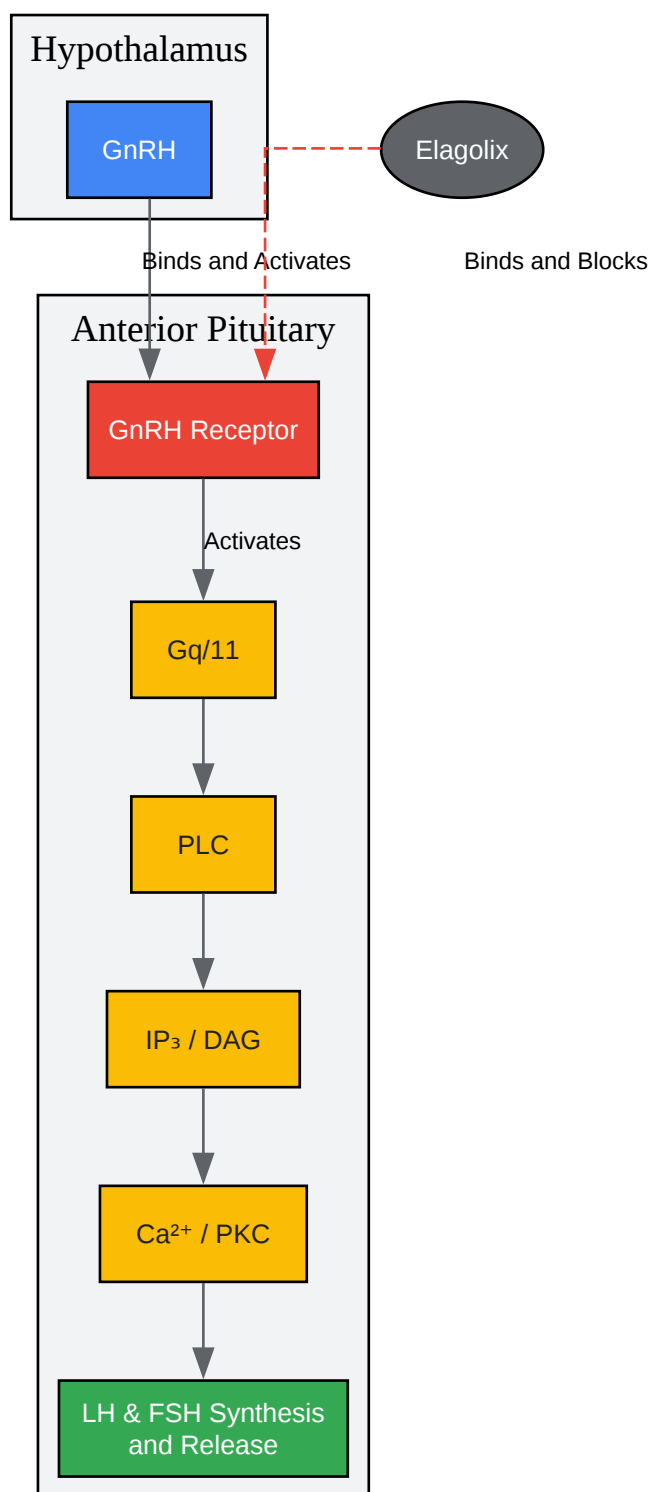 Hypothalamus
GnRH
Elagolix
Binds and Activates
Binds and Blocks
Anterior Pituitary
GnRH Receptor
Activates
Gq/11
PLC
IP₃ / DAG
Ca²⁺ / PKC
LH & FSH Synthesis
and Release